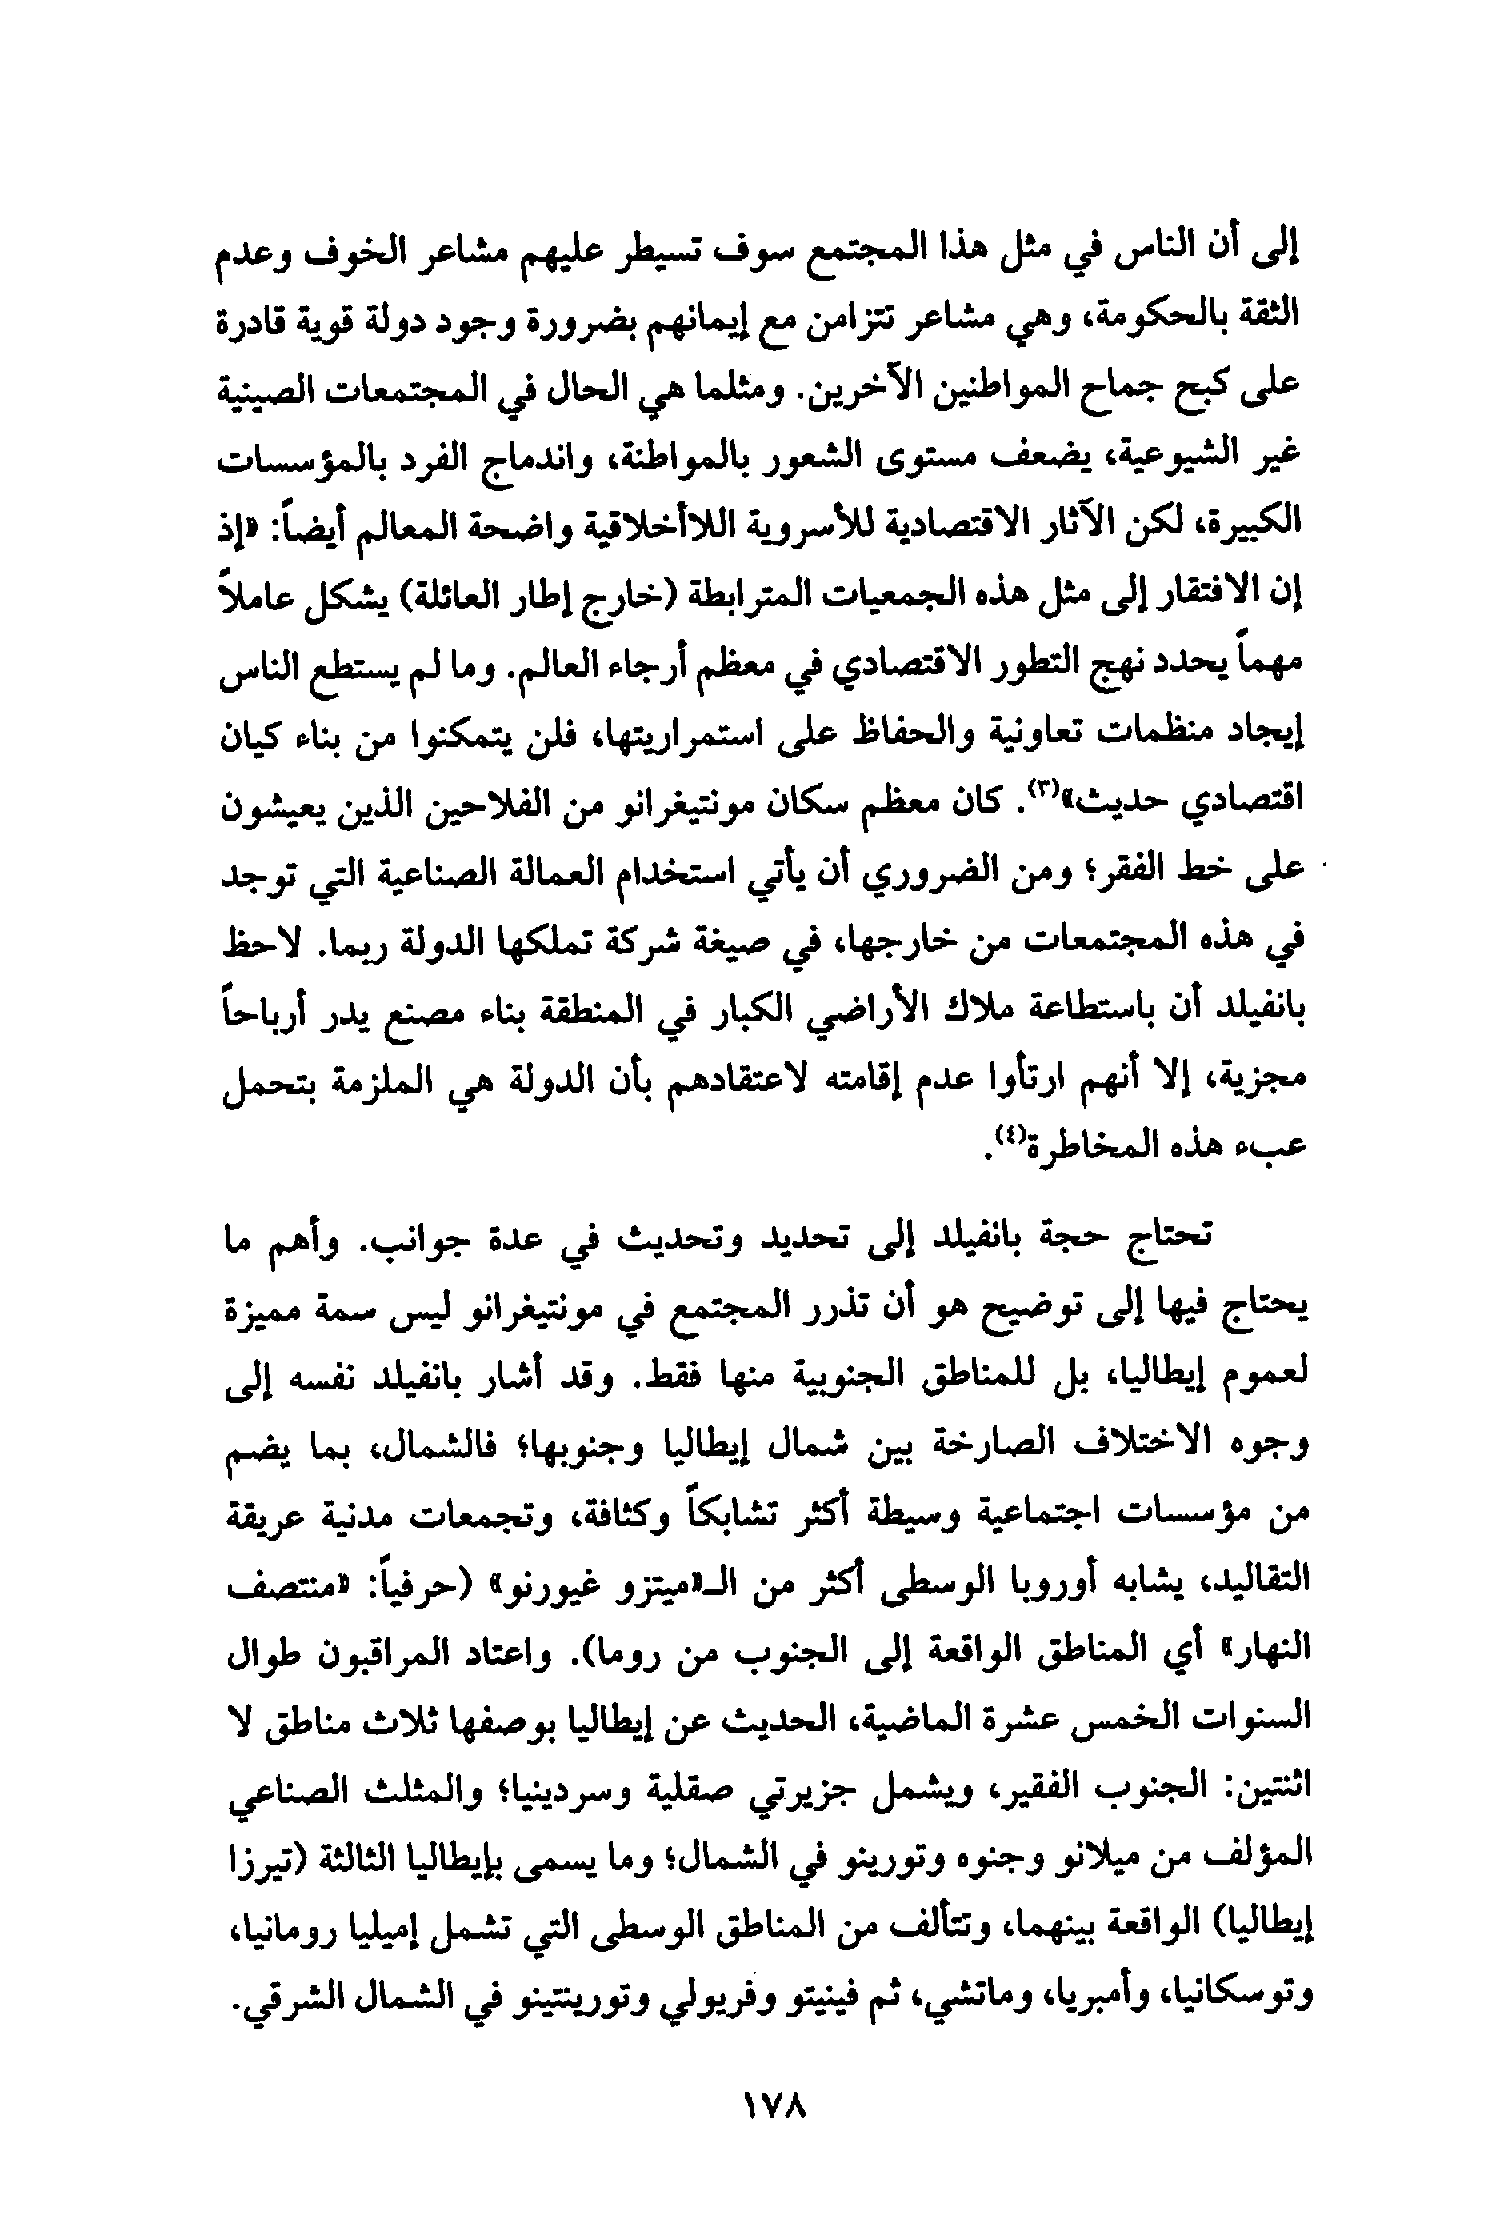 إلى أن الناس في مثل هذا المجتمع سوف تسيطر عليهم مشاعر الخوف وعدم
الثقة بالحكومة، وهي مشاعر تتزامن مع إيمانهم بضرورة وجود دولة قوية قادرة
على كبح جماح المواطنين الآخرين. ومثلما هي الحال في المجتمعات الصينية
غير الشيوعية، يضعف مستوى الشعور بالمواطنة، واندماج الفرد بالمؤسسات
الكبيرة، لكن الآثار الاقتصادية للأسروية اللاأخلاقية واضحة المعالم أيضاً: «إذ
إن الافتقار إلى مثل هذه الجمعيات المترابطة (خارج إطار العائلة) يشكل عاملاً
مهماً يحدد نهج التطور الاقتصادي في معظم أرجاء العالم. وما لم يستطع الناس
إيجاد منظمات تعاونية والحفاظ على استمراريتها، فلن يتمكنوا من بناء كيان
اقتصادي حديث»(٣). كان معظم سكان مونتيغرانو من الفلاحين الذين يعيشون
على خط الفقر؛ ومن الضروري أن يأتي استخدام العمالة الصناعية التي توجد
في هذه المجتمعات من خارجها، في صيغة شركة تملكها الدولة ربما. لاحظ
بانفيلد أن باستطاعة ملاك الأراضي الكبار في المنطقة بناء مصنع يدر أرباحاً
مجزية، إلا أنهم ارتأوا عدم إقامته لاعتقادهم بأن الدولة هي الملزمة بتحمل
عبء هذه المخاطرة(٤).
تحتاج حجة بانفيلد إلى تحديد وتحديث في عدة جوانب. وأهم ما
يحتاج فيها إلى توضيح هو أن تذرر المجتمع في مونتيغرانو ليس سمة مميزة
لعموم إيطاليا، بل للمناطق الجنوبية منها فقط. وقد أشار بانفيلد نفسه إلى
وجوه الاختلاف الصارخة بين شمال إيطاليا وجنوبها؛ فالشمال، بما يضم
من مؤسسات اجتماعية وسيطة أكثر تشابكاً وكثافة، وتجمعات مدنية عريقة
التقاليد، يشابه أوروبا الوسطى أكثر من الـ«ميتزو غيورنو» (حرفياً: «منتصف
النهار» أي المناطق الواقعة إلى الجنوب من روما). واعتاد المراقبون طوال
السنوات الخمس عشرة الماضية، الحديث عن إيطاليا بوصفها ثلاث مناطق لا
اثنتين: الجنوب الفقير، ويشمل جزيرتي صقلية وسردينيا؛ والمثلث الصناعي
المؤلف من ميلانو وجنوه وتورينو في الشمال؛ وما يسمى بإيطاليا الثالثة (تيرزا
إيطاليا) الواقعة بينهما، وتتألف من المناطق الوسطى التي تشمل إميليا رومانيا،
وتوسكانيا، وأمبريا، وماتشي، ثم فينيتو وفريولي وتورينتينو في الشمال الشرقي.
١٧٨